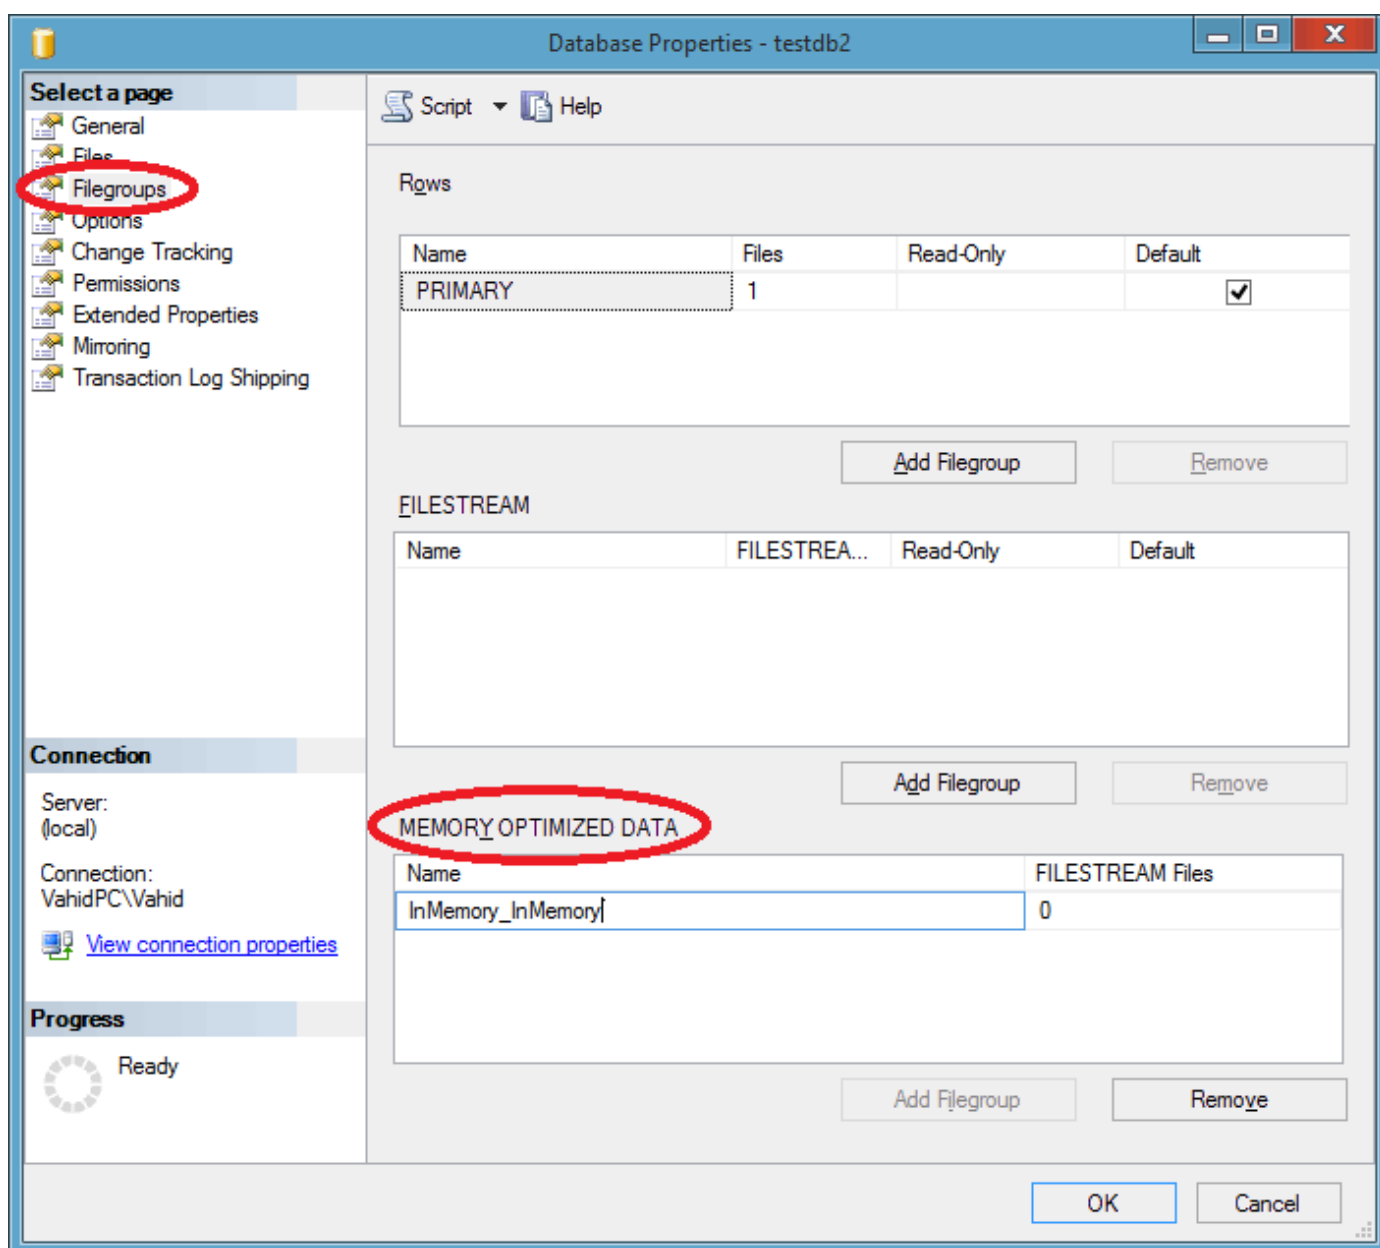 Database Properties - testdb2
X
Select a page
General
Files
Filegroups
Options
Change Tracking
Permissions
Extended Properties
Mirroring
Transaction Log Shipping
Script Help
Rows
Name Files Read-Only Default
PRIMARY 1
Add Filegroup Remove
FILESTREAM
Name FILESTREA... Read-Only Default
Add Filegroup Remove
MEMORY OPTIMIZED DATA
Name FILESTREAM Files
InMemory_InMemory 0
Add Filegroup Remove
Connection
Server:
(local)
Connection:
VahidPC\Vahid
View connection properties
Progress
Ready
OK Cancel